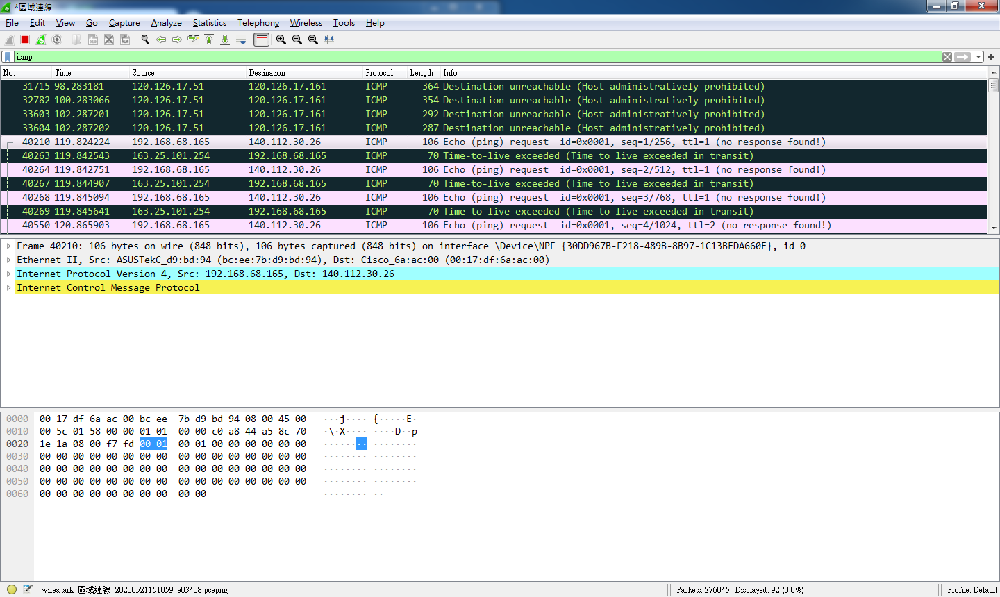 *區域連線
File Edit View Go Capture Analyze Statistics Telephony Wireless Tools Help
icmp
No. Time Source Destination Protocol Length Info
31715 98.283181 120.126.17.51 120.126.17.161 ICMP 364 Destination unreachable (Host administratively prohibited)
32782 100.283066 120.126.17.51 120.126.17.161 ICMP 354 Destination unreachable (Host administratively prohibited)
33603 102.287201 120.126.17.51 120.126.17.161 ICMP 292 Destination unreachable (Host administratively prohibited)
33604 102.287202 120.126.17.51 120.126.17.161 ICMP 287 Destination unreachable (Host administratively prohibited)
40210 119.824224 192.168.68.165 140.112.30.26 ICMP 106 Echo (ping) request id=0x0001, seq=1/256, ttl=1 (no response found!)
40263 119.842543 163.25.101.254 192.168.68.165 ICMP 70 Time-to-live exceeded (Time to live exceeded in transit)
40264 119.842751 192.168.68.165 140.112.30.26 ICMP 106 Echo (ping) request id=0x0001, seq=2/512, ttl=1 (no response found!)
40267 119.844907 163.25.101.254 192.168.68.165 ICMP 70 Time-to-live exceeded (Time to live exceeded in transit)
40268 119.845094 192.168.68.165 140.112.30.26 ICMP 106 Echo (ping) request id=0x0001, seq=3/768, ttl=1 (no response found!)
40269 119.845641 163.25.101.254 192.168.68.165 ICMP 70 Time-to-live exceeded (Time to live exceeded in transit)
40550 120.865903 192.168.68.165 140.112.30.26 ICMP 106 Echo (ping) request id=0x0001, seq=4/1024, ttl=2 (no response found!)
Frame 40210: 106 bytes on wire (848 bits), 106 bytes captured (848 bits) on interface \Device\NPF_{30DD967B-F218-489B-8B97-1C13BEDA660E}, id 0
Ethernet II, Src: ASUSTekC_d9:bd:94 (bc:ee:7b:d9:bd:94), Dst: Cisco_6a:ac:00 (00:17:df:6a:ac:00)
Internet Protocol Version 4, Src: 192.168.68.165, Dst: 140.112.30.26
Internet Control Message Protocol
0000 00 17 df 6a ac 00 bc ee 7b d9 bd 94 08 00 45 00 ···j···· {·····E·
0010 00 5c 01 58 00 00 01 01 00 00 c0 a8 44 a5 8c 70 ·\·X···· ····D··p
0020 1e 1a 08 00 f7 fd 00 01 00 01 00 00 00 00 00 00 ········ ········
0030 00 00 00 00 00 00 00 00 00 00 00 00 00 00 00 00 ········ ········
0040 00 00 00 00 00 00 00 00 00 00 00 00 00 00 00 00 ········ ········
0050 00 00 00 00 00 00 00 00 00 00 00 00 00 00 00 00 ········ ········
0060 00 00 00 00 00 00 00 00 00 00 ········ ··
wireshark_區域連線_20200521151059_a03408.pcapng Packets: 276045 · Displayed: 92 (0.0%) Profile: Default